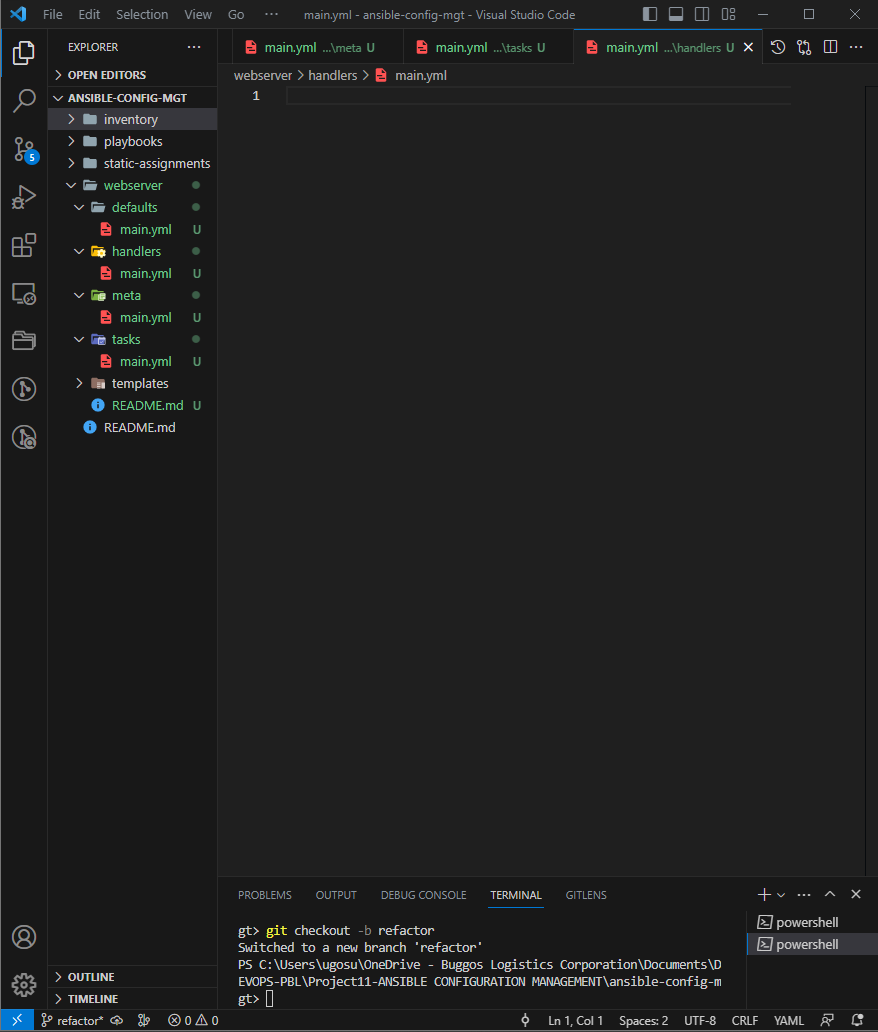 File Edit Selection View Go ··· main.yml - ansible-config-mgt - Visual Studio Code
EXPLORER ···
OPEN EDITORS
ANSIBLE-CONFIG-MGT
inventory
playbooks
static-assignments
webserver
defaults
main.yml U
handlers
main.yml U
meta
main.yml U
tasks
main.yml U
templates
README.md U
README.md
OUTLINE
TIMELINE
5
main.yml ...\meta U
main.yml ...\tasks U
main.yml ...\handlers U
webserver > handlers > main.yml
1
PROBLEMS OUTPUT DEBUG CONSOLE TERMINAL GITLENS
gt> git checkout -b refactor
Switched to a new branch 'refactor'
PS C:\Users\ugosu\OneDrive - Buggos Logistics Corporation\Documents\D
EVOPS-PBL\Project11-ANSIBLE CONFIGURATION MANAGEMENT\ansible-config-m
gt>
powershell
powershell
refactor* 0 0 Ln 1, Col 1 Spaces: 2 UTF-8 CRLF YAML